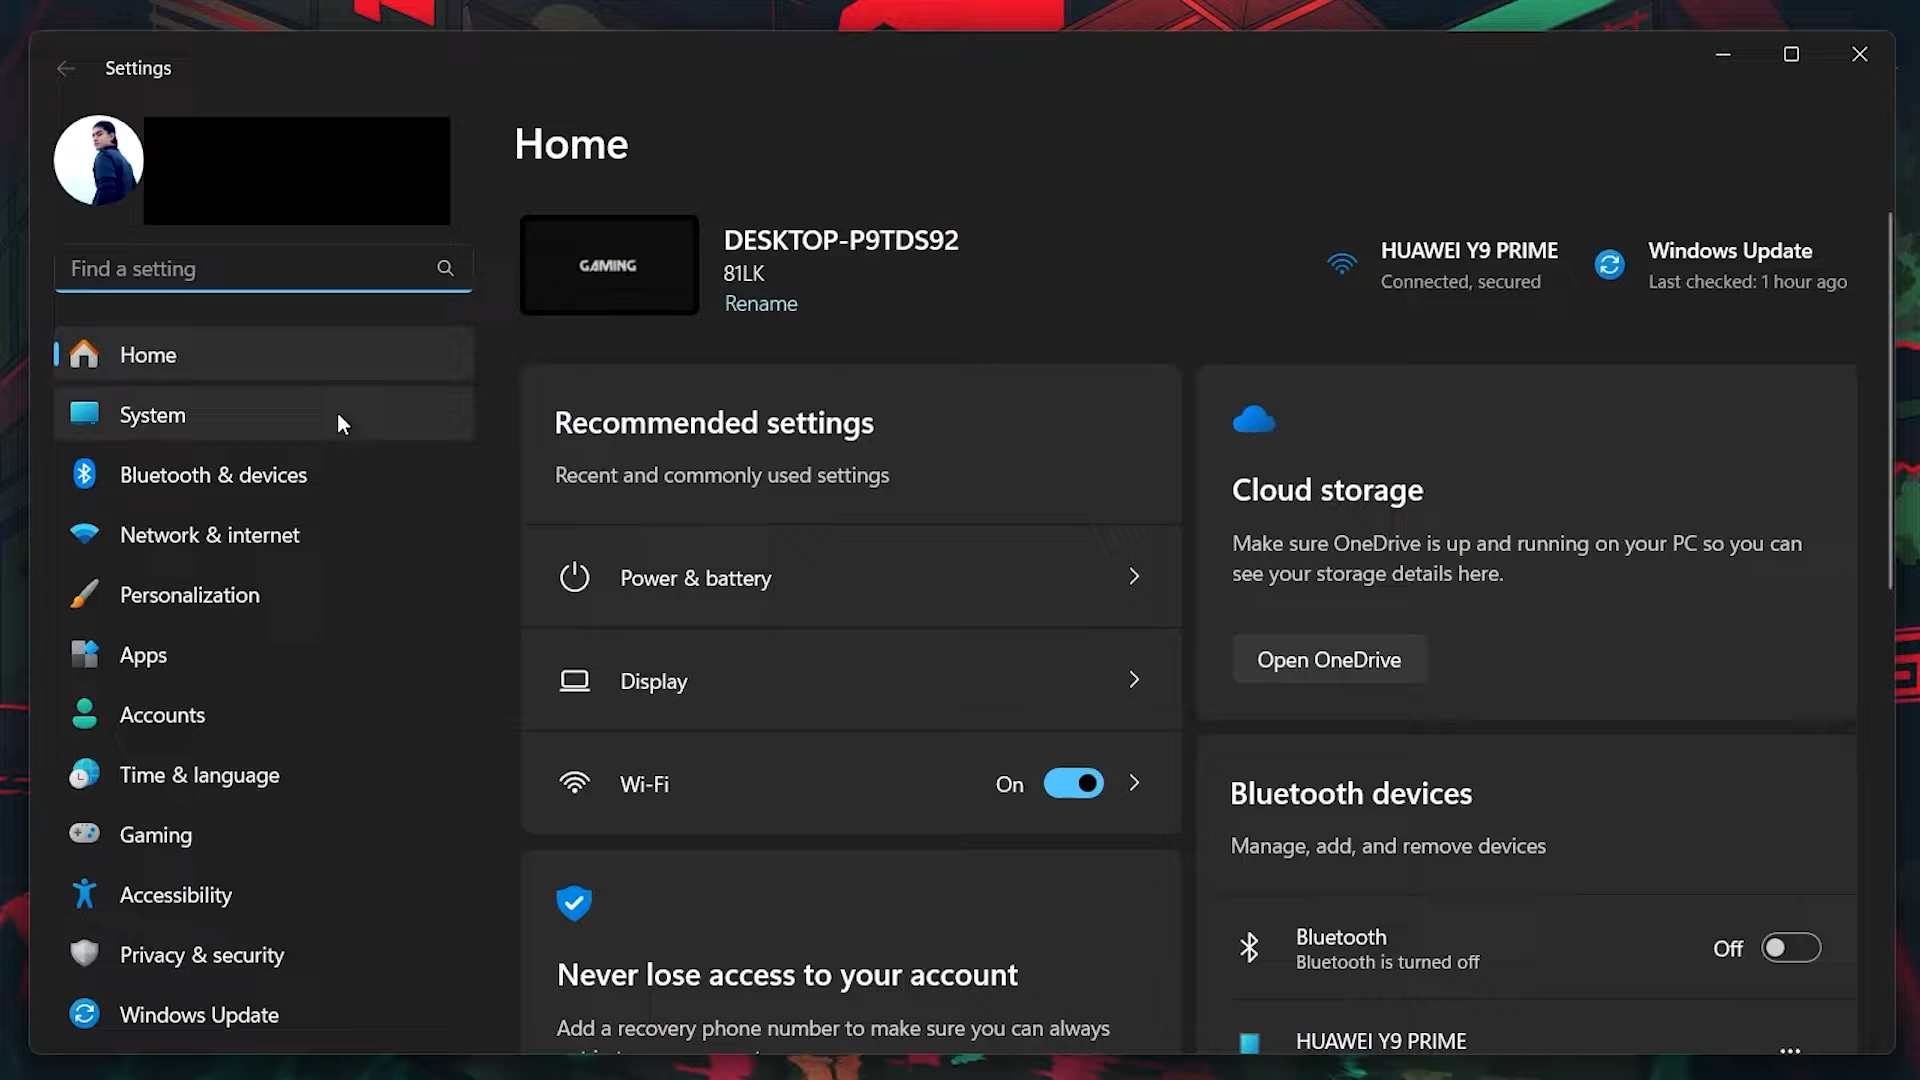 Settings
Find a setting
Home
System
Bluetooth & devices
Network & internet
Personalization
Apps
Accounts
Time & language
Gaming
Accessibility
Privacy & security
Windows Update
Home
GAMING
DESKTOP-P9TDS92
81LK
Rename
HUAWEI Y9 PRIME
Connected, secured
Windows Update
Last checked: 1 hour ago
Recommended settings
Recent and commonly used settings
Power & battery
Display
Wi-Fi
On
Never lose access to your account
Add a recovery phone number to make sure you can always
Cloud storage
Make sure OneDrive is up and running on your PC so you can
see your storage details here.
Open OneDrive
Bluetooth devices
Manage, add, and remove devices
Bluetooth
Bluetooth is turned off
Off
HUAWEI Y9 PRIME